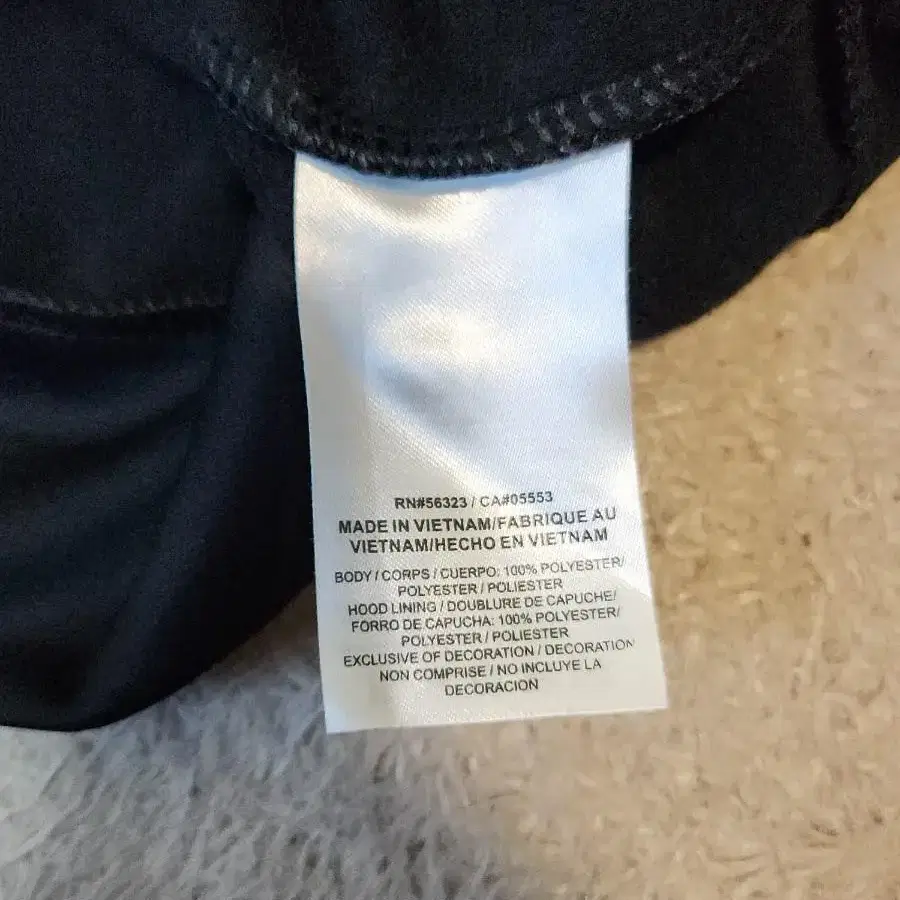 RN#56323 / CA#05553
MADE IN VIETNAM/FABRIQUE AU
VIETNAM/HECHO EN VIETNAM
BODY / CORPS / CUERPO: 100% POLYESTER/
POLYESTER / POLIESTER
HOOD LINING / DOUBLURE DE CAPUCHE/
FORRO DE CAPUCHA: 100% POLYESTER/
POLYESTER / POLIESTER
EXCLUSIVE OF DECORATION / DECORATION
NON COMPRISE / NO INCLUYE LA
DECORACION